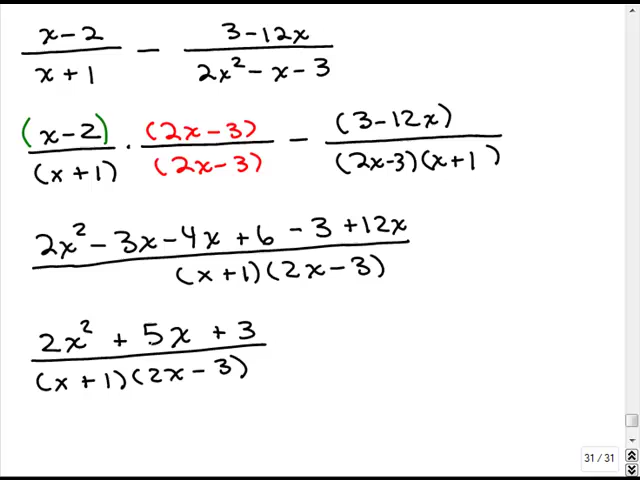 x-2/x+1 - 3-12x/2x²-x-3
(x-2)/(x+1) · (2x-3)/(2x-3) - (3-12x)/(2x-3)(x+1)
2x²-3x-4x+6-3+12x/(x+1)(2x-3)
2x²+5x+3/(x+1)(2x-3)
31 / 31